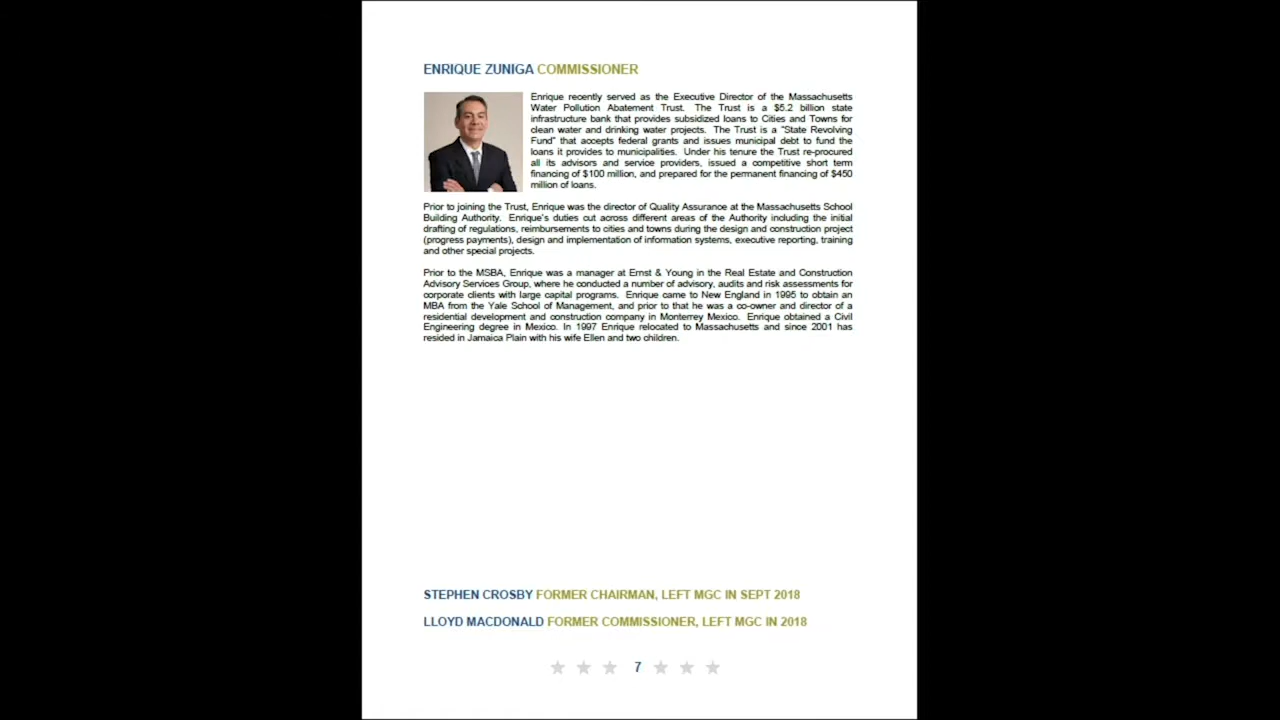 ENRIQUE ZUNIGA COMMISSIONER
Enrique recently served as the Executive Director of the Massachusetts
Water Pollution Abatement Trust. The Trust is a $5.2 billion state
infrastructure bank that provides subsidized loans to Cities and Towns for
clean water and drinking water projects. The Trust is a "State Revolving
Fund" that accepts federal grants and issues municipal debt to fund the
loans it provides to municipalities. Under his tenure the Trust re-procured
all its advisors and service providers, issued a competitive short term
financing of $100 million, and prepared for the permanent financing of $450
million of loans.
Prior to joining the Trust, Enrique was the director of Quality Assurance at the Massachusetts School
Building Authority. Enrique's duties cut across different areas of the Authority including the initial
drafting of regulations, reimbursements to cities and towns during the design and construction project
(progress payments), design and implementation of information systems, executive reporting, training
and other special projects.
Prior to the MSBA, Enrique was a manager at Ernst & Young in the Real Estate and Construction
Advisory Services Group, where he conducted a number of advisory, audits and risk assessments for
corporate clients with large capital programs. Enrique came to New England in 1995 to obtain an
MBA from the Yale School of Management, and prior to that he was a co-owner and director of a
residential development and construction company in Monterrey Mexico. Enrique obtained a Civil
Engineering degree in Mexico. In 1997 Enrique relocated to Massachusetts and since 2001 has
resided in Jamaica Plain with his wife Ellen and two children.
STEPHEN CROSBY FORMER CHAIRMAN, LEFT MGC IN SEPT 2018
LLOYD MACDONALD FORMER COMMISSIONER, LEFT MGC IN 2018
7